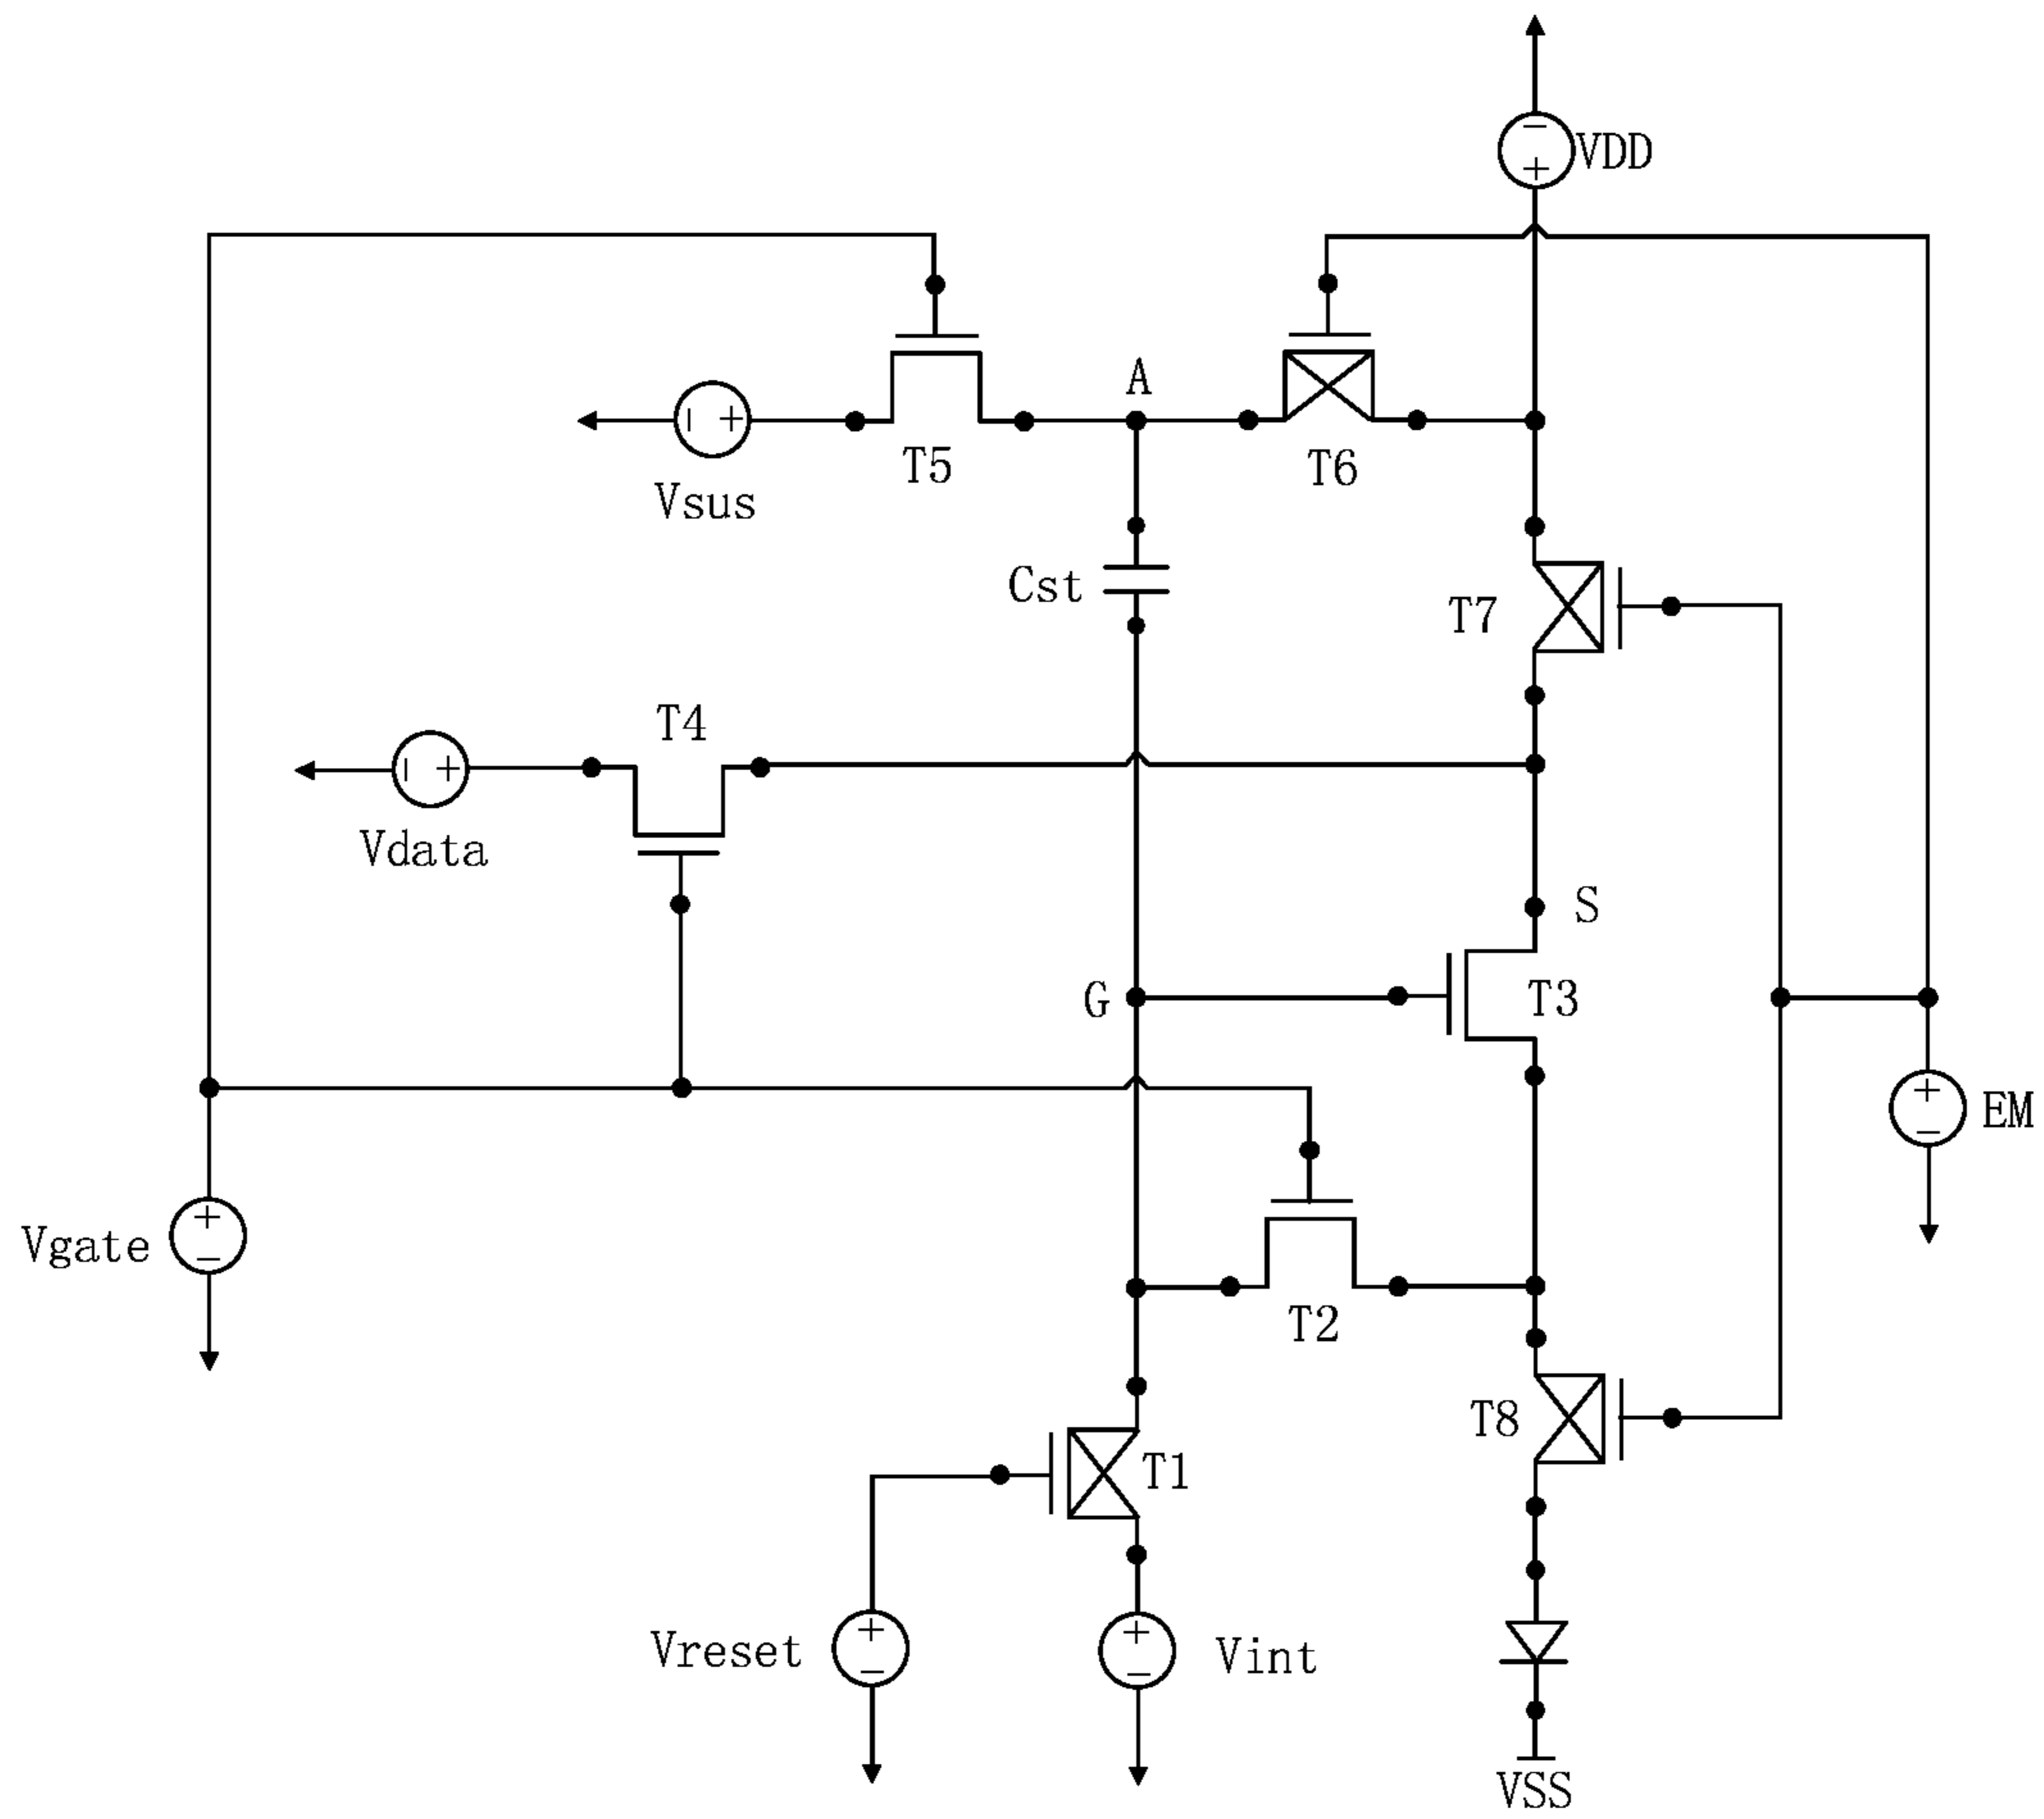 VDD
A
T5
T6
Vsus
Cst
T7
T4
Vdata
S
G
T3
EM
Vgate
T2
T8
T1
Vreset
Vint
VSS